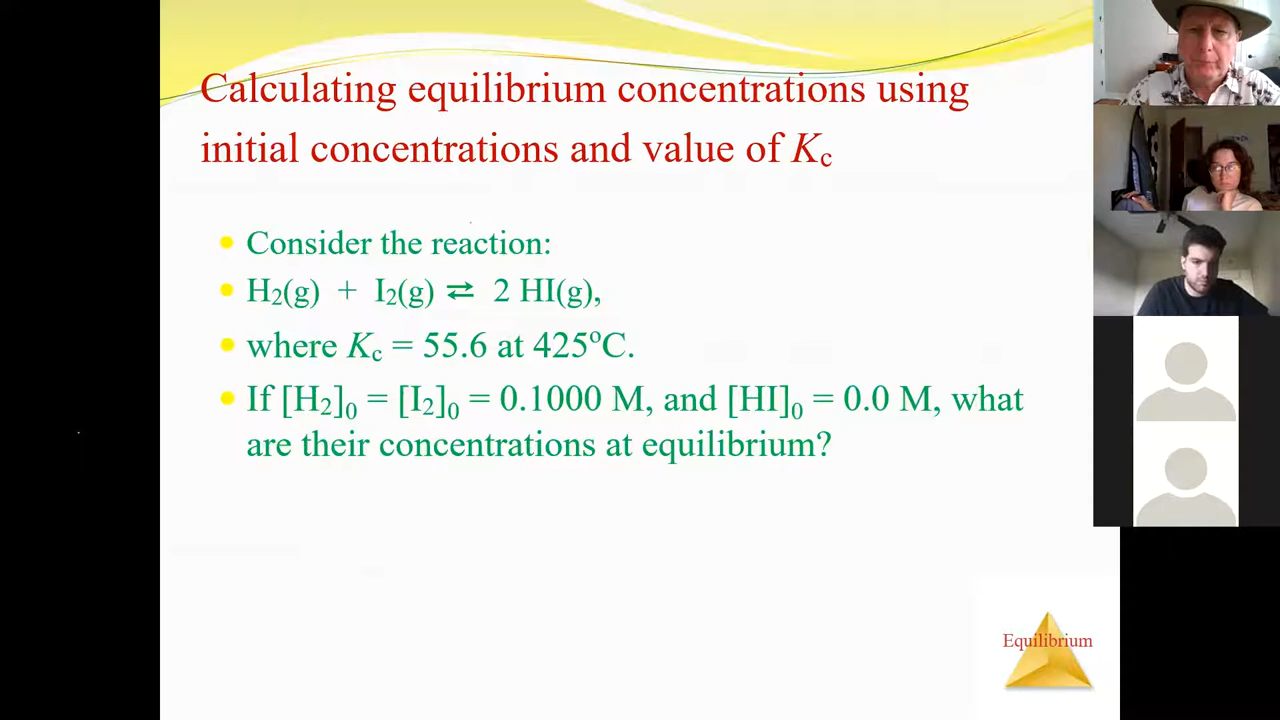 Calculating equilibrium concentrations using
initial concentrations and value of Kc
Consider the reaction:
H2(g) + I2(g) ⇄ 2 HI(g),
where Kc = 55.6 at 425ºC.
If [H2]0 = [I2]0 = 0.1000 M, and [HI]0 = 0.0 M, what
are their concentrations at equilibrium?
Equilibrium